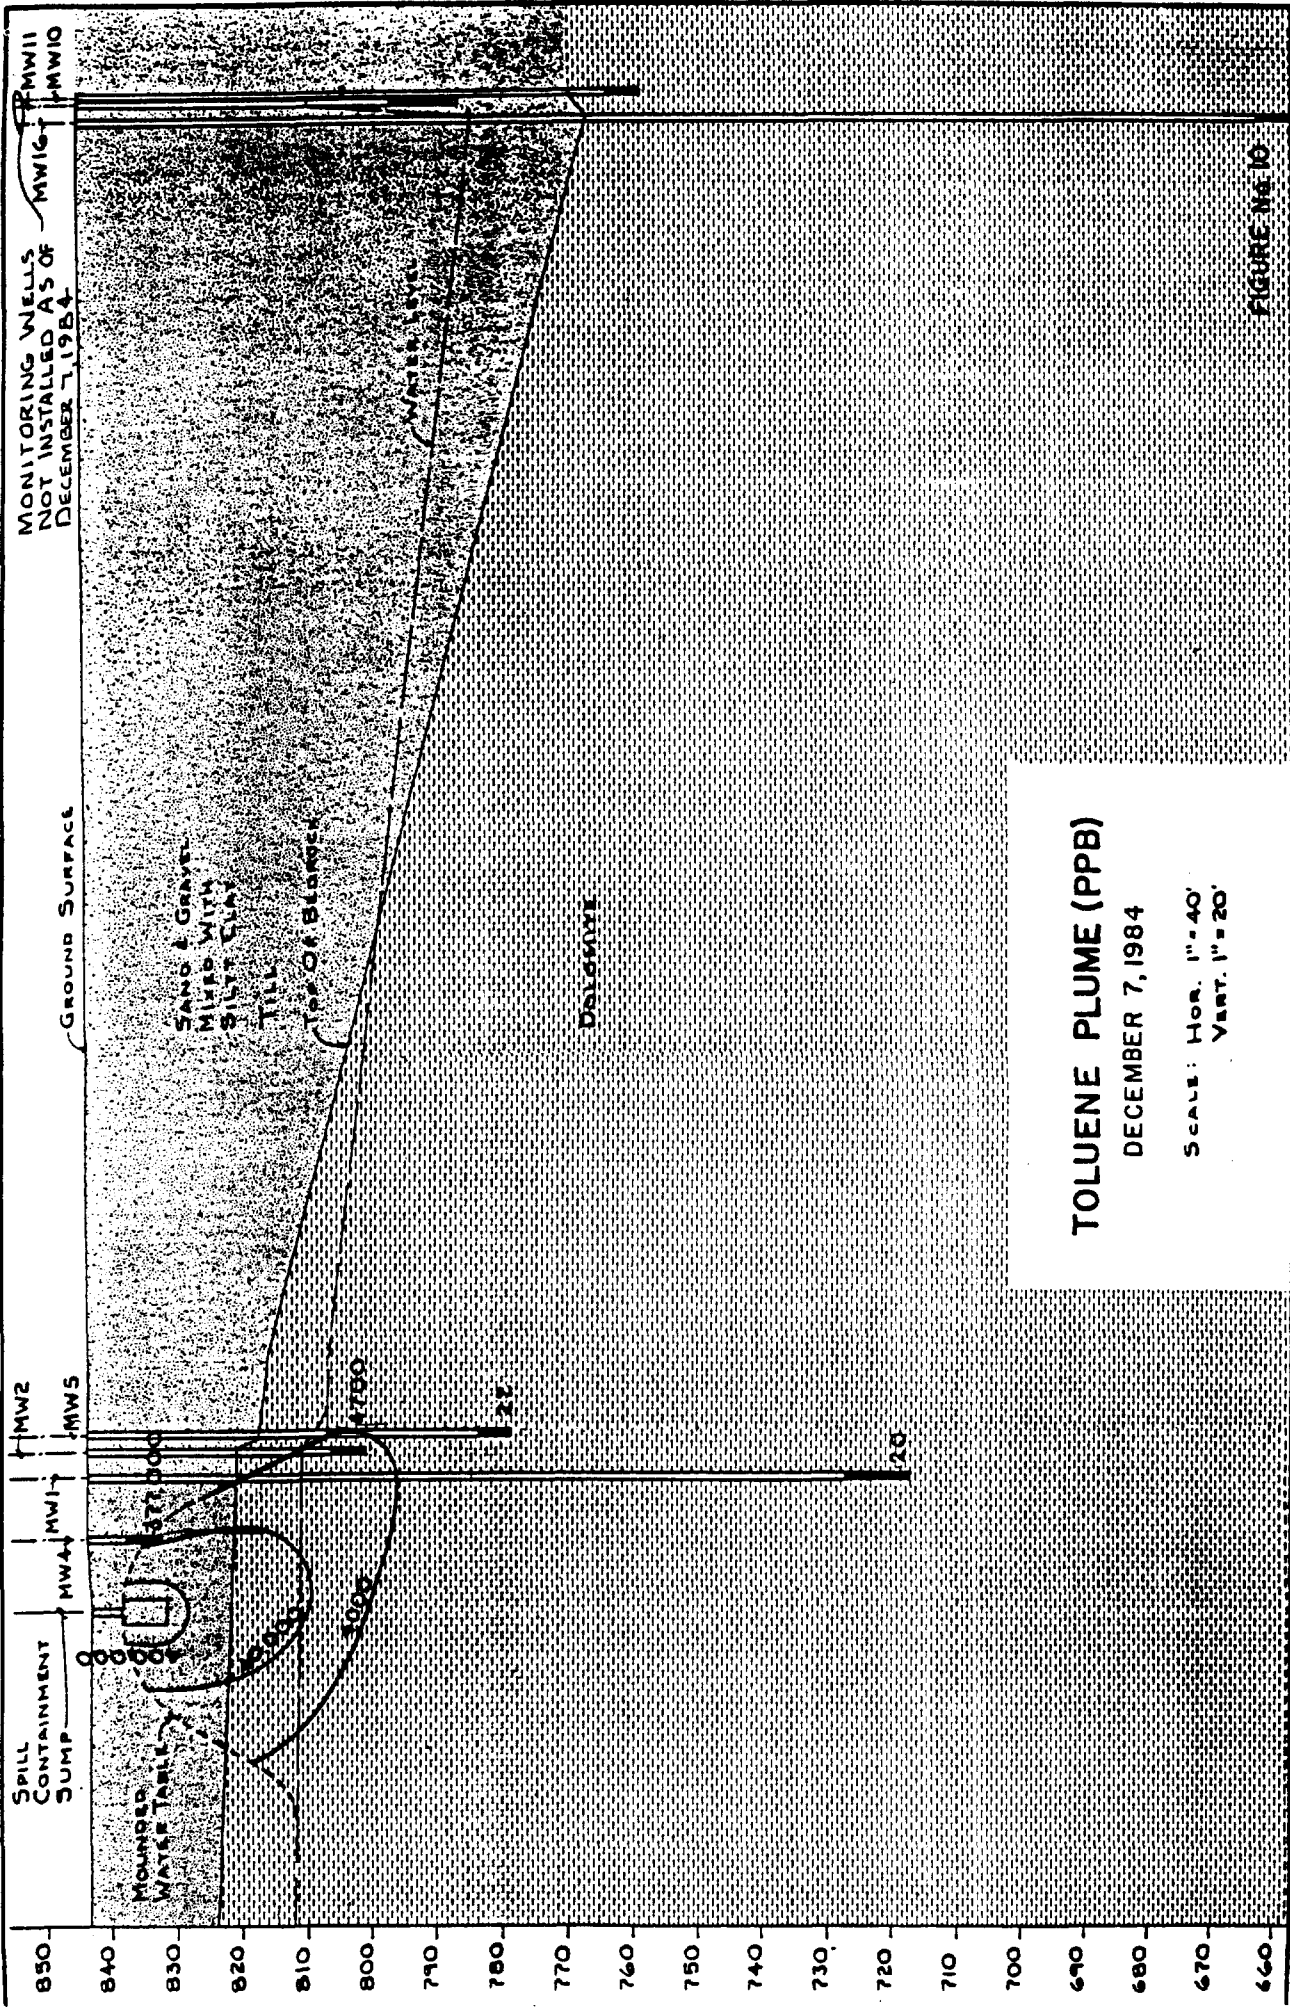 SPILL
CONTAINMENT
SUMP
MW4
MW1
MW2
MW5
MONITORING WELLS
NOT INSTALLED AS OF
DECEMBER 7, 1984
MW16
MW11
MW10
GROUND SURFACE
MOUNDED
WATER TABLE
SAND & GRAVEL
MIXED WITH
SILTY CLAY
TILL
TOP OF BEDROCK
WATER LEVEL
DOLOMITE
5000
4700
22
20
850
840
830
820
810
800
790
780
770
760
750
740
730
720
710
700
690
680
670
660
TOLUENE PLUME (PPB)
DECEMBER 7, 1984
SCALE: HOR. 1"=40'
VERT. 1"=20'
FIGURE No. 10